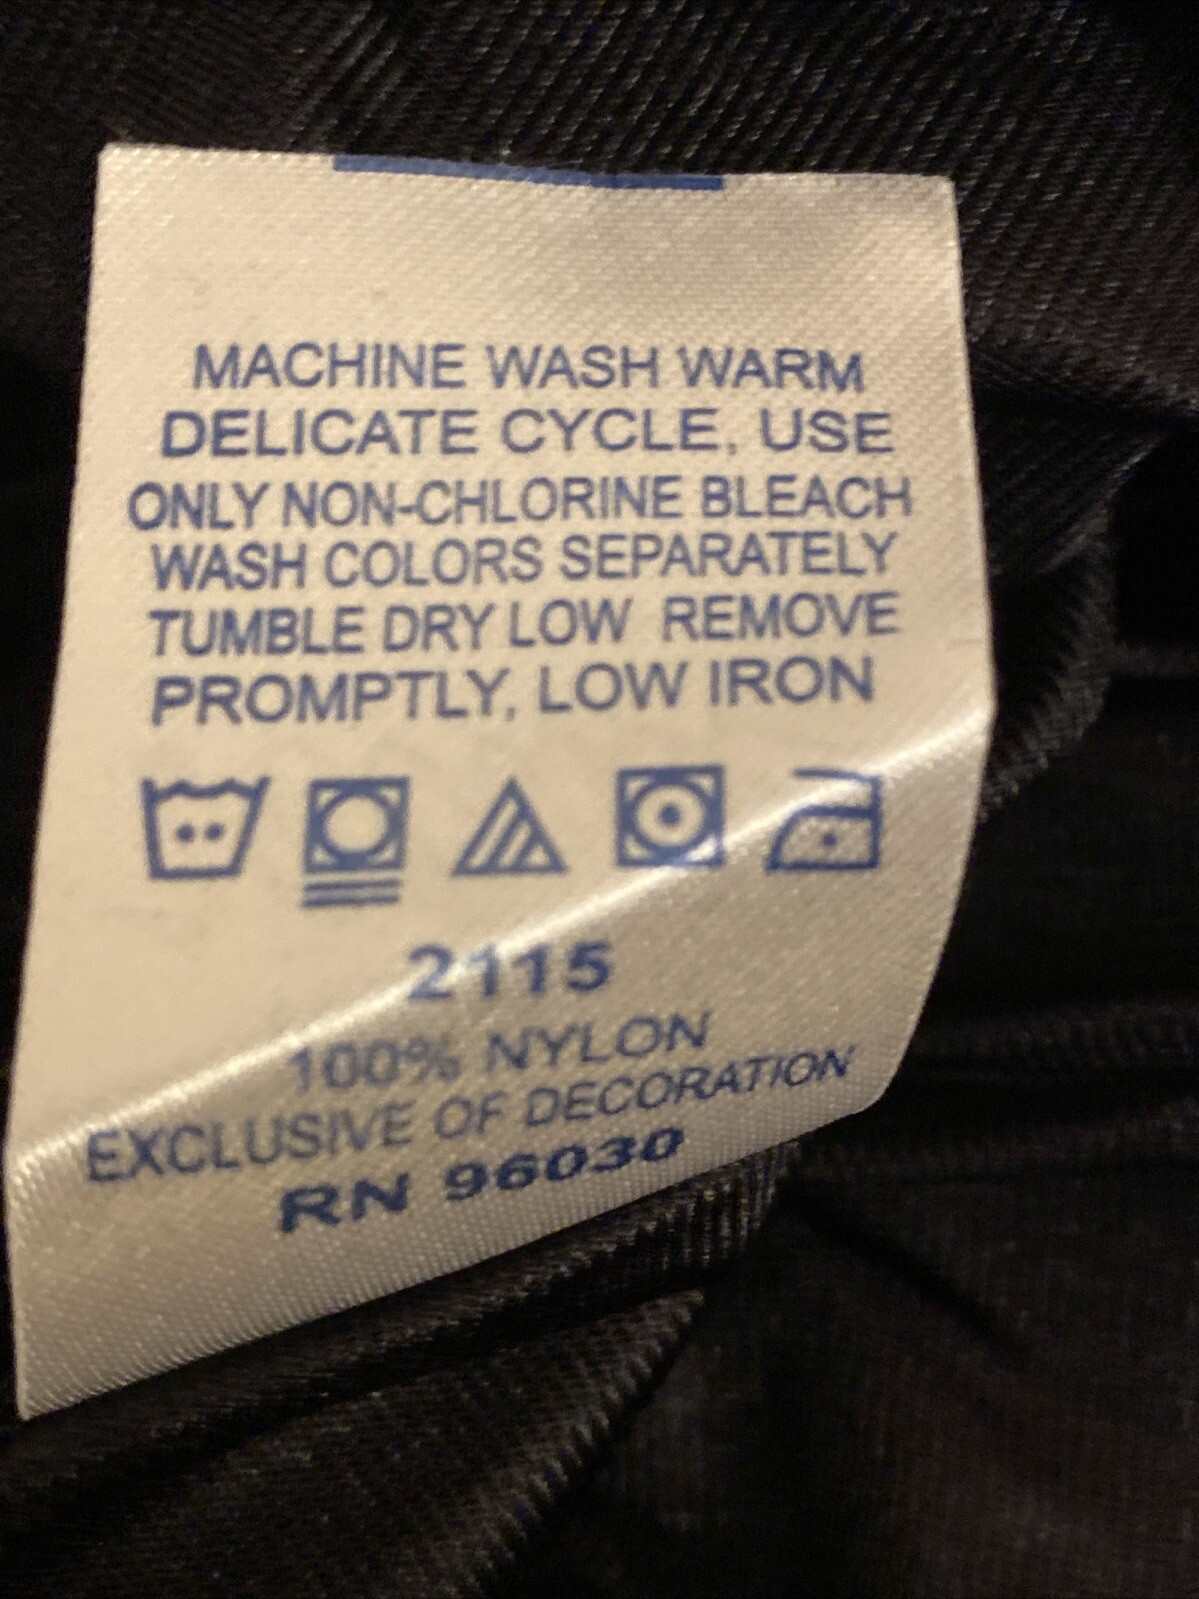 MACHINE WASH WARM
DELICATE CYCLE, USE
ONLY NON-CHLORINE BLEACH
WASH COLORS SEPARATELY
TUMBLE DRY LOW REMOVE
PROMPTLY, LOW IRON
2115
100% NYLON
EXCLUSIVE OF DECORATION
RN 96030